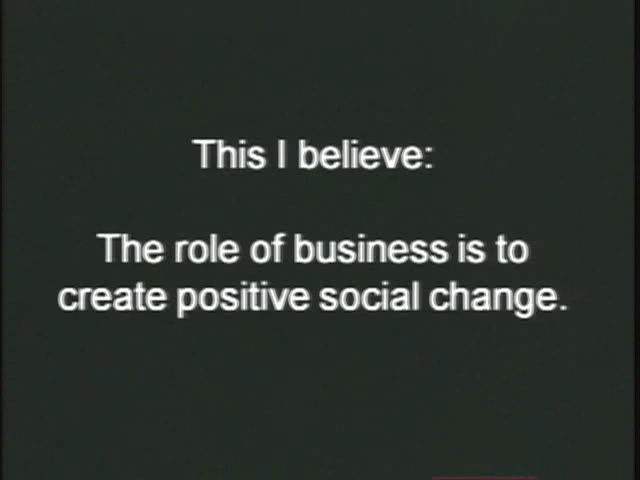 This I believe:
The role of business is to
create positive social change.